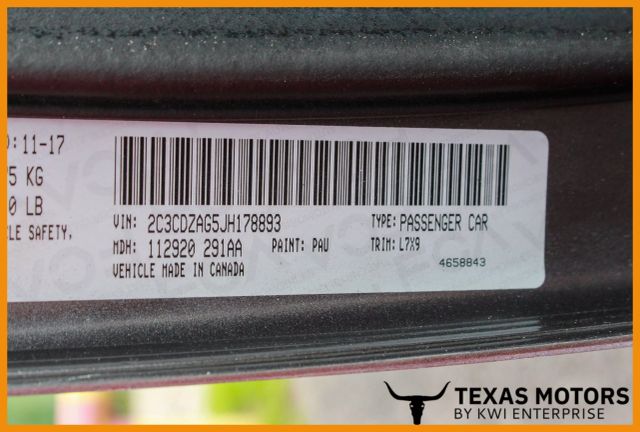 :11-17
5 KG
0 LB
LE SAFETY,
VIN: 2C3CDZAG5JH178893
TYPE: PASSENGER CAR
MDH: 112920 291AA
PAINT: PAU
TRIM: L7X9
VEHICLE MADE IN CANADA
4658843
TEXAS MOTORS
BY KWI ENTERPRISE